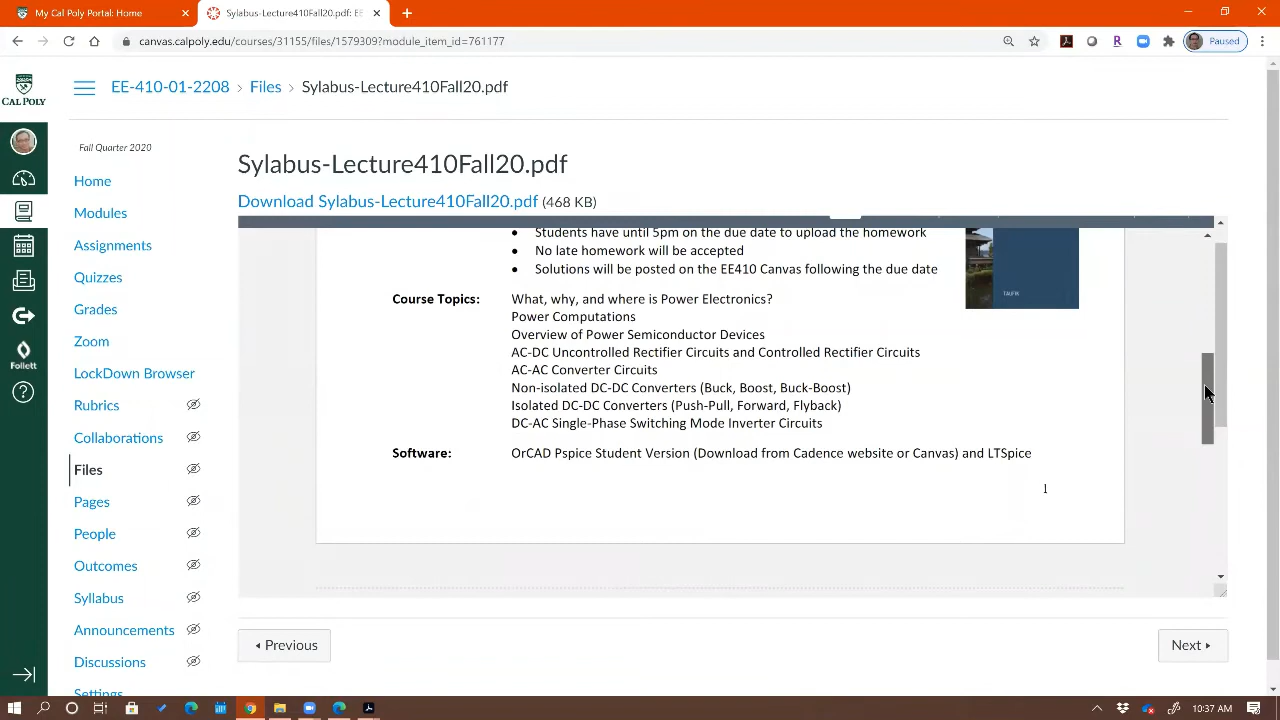 My Cal Poly Portal: Home
Sylabus-Lecture410Fall20.pdf: EE
canvas.calpoly.edu/courses/31155/files/1579309?module_item_id=761177
Paused
CAL POLY
EE-410-01-2208 › Files › Sylabus-Lecture410Fall20.pdf
Fall Quarter 2020
Home
Modules
Assignments
Quizzes
Grades
Zoom
LockDown Browser
Rubrics
Collaborations
Files
Pages
People
Outcomes
Syllabus
Announcements
Discussions
Settings
Follett
Sylabus-Lecture410Fall20.pdf
Download Sylabus-Lecture410Fall20.pdf (468 KB)
• Students have until 5pm on the due date to upload the homework
• No late homework will be accepted
• Solutions will be posted on the EE410 Canvas following the due date
TAUFIK
Course Topics: What, why, and where is Power Electronics?
Power Computations
Overview of Power Semiconductor Devices
AC-DC Uncontrolled Rectifier Circuits and Controlled Rectifier Circuits
AC-AC Converter Circuits
Non-isolated DC-DC Converters (Buck, Boost, Buck-Boost)
Isolated DC-DC Converters (Push-Pull, Forward, Flyback)
DC-AC Single-Phase Switching Mode Inverter Circuits
Software: OrCAD Pspice Student Version (Download from Cadence website or Canvas) and LTSpice
1
Previous
Next
10:37 AM